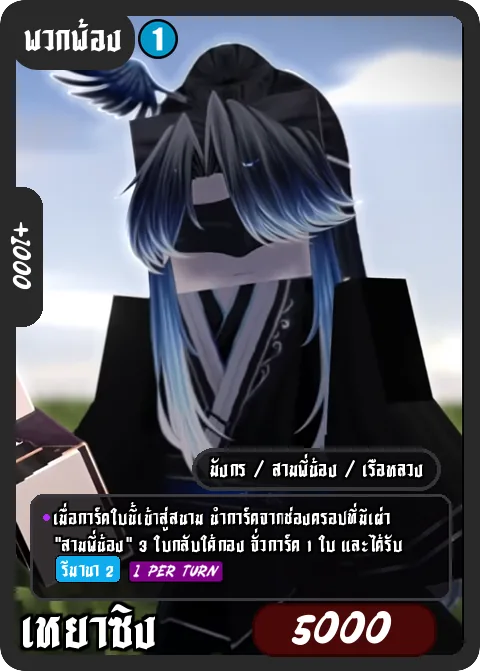 พวกพ้อง 1
+1000
มังกร / สามพี่น้อง / เรือหลวง
•เมื่อการ์ดใบนี้เข้าสู่สนาม นำการ์ดจากช่องดรอปที่มีเผ่า
"สามพี่น้อง" 3 ใบกลับใต้กอง จั่วการ์ด 1 ใบ และได้รับ
รีมานา 2 1 PER TURN
เหยาซิง 5000